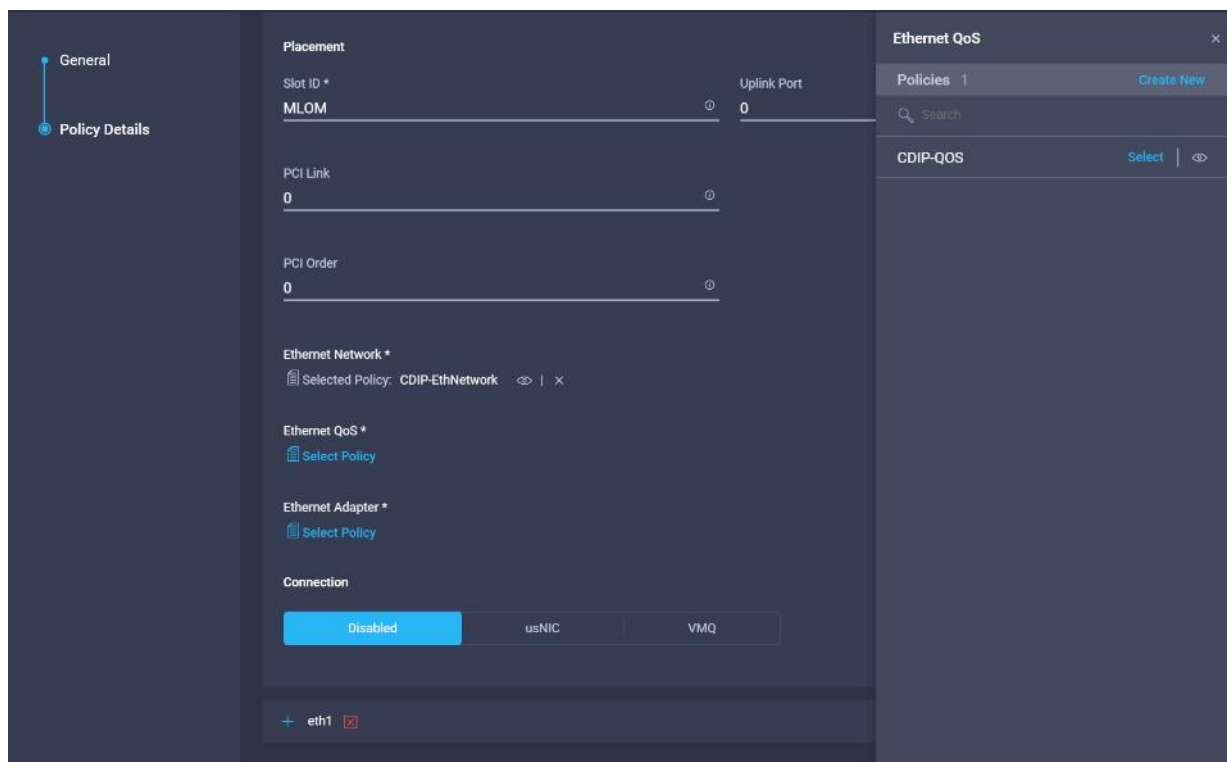 General
Policy Details
Placement
Slot ID *
MLOM
Uplink Port
0
PCI Link
0
PCI Order
0
Ethernet Network *
Selected Policy: CDIP-EthNetwork | ×
Ethernet QoS *
Select Policy
Ethernet Adapter *
Select Policy
Connection
Disabled usNIC VMQ
+ eth1
Ethernet QoS ×
Policies 1 Create New
Search
CDIP-QOS Select |